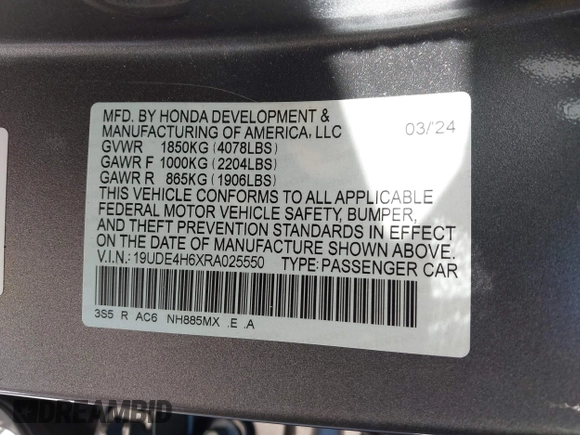 MFD. BY HONDA DEVELOPMENT &
MANUFACTURING OF AMERICA, LLC 03/'24
GVWR 1850KG (4078LBS)
GAWR F 1000KG (2204LBS)
GAWR R 865KG (1906LBS)
THIS VEHICLE CONFORMS TO ALL APPLICABLE
FEDERAL MOTOR VEHICLE SAFETY, BUMPER,
AND THEFT PREVENTION STANDARDS IN EFFECT
ON THE DATE OF MANUFACTURE SHOWN ABOVE.
V.I.N.: 19UDE4H6XRA025550 TYPE: PASSENGER CAR
3S5 R AC6 NH885MX .E .A
DREAMBID